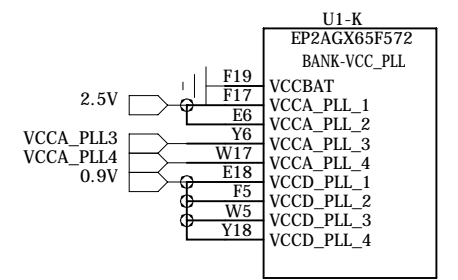 U1-K
EP2AGX65F572
BANK-VCC_PLL
F19 VCCBAT
2.5V F17 VCCA_PLL_1
E6 VCCA_PLL_2
VCCA_PLL3 Y6 VCCA_PLL_3
VCCA_PLL4 W17 VCCA_PLL_4
0.9V E18 VCCD_PLL_1
F5 VCCD_PLL_2
W5 VCCD_PLL_3
Y18 VCCD_PLL_4